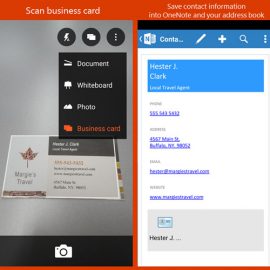 Scan business card
Document
Whiteboard
Photo
Business card
Margie's
Travel
Hester J. Clark
Local Travel Agent
555.543.5432
4567 Main St.
Buffalo, NY 98052
hester@margiestravel.com
www.margiestravel.com
Save contact information
into OneNote and your address book
Conta...
Hester J.
Clark
Local Travel Agent
PHONE
555.543.5432
ADDRESS
4567 Main St.
Buffalo, NY, 98052
EMAIL
hester@margiestravel.com
WEBSITE
www.margiestravel.com
Hester J. ...